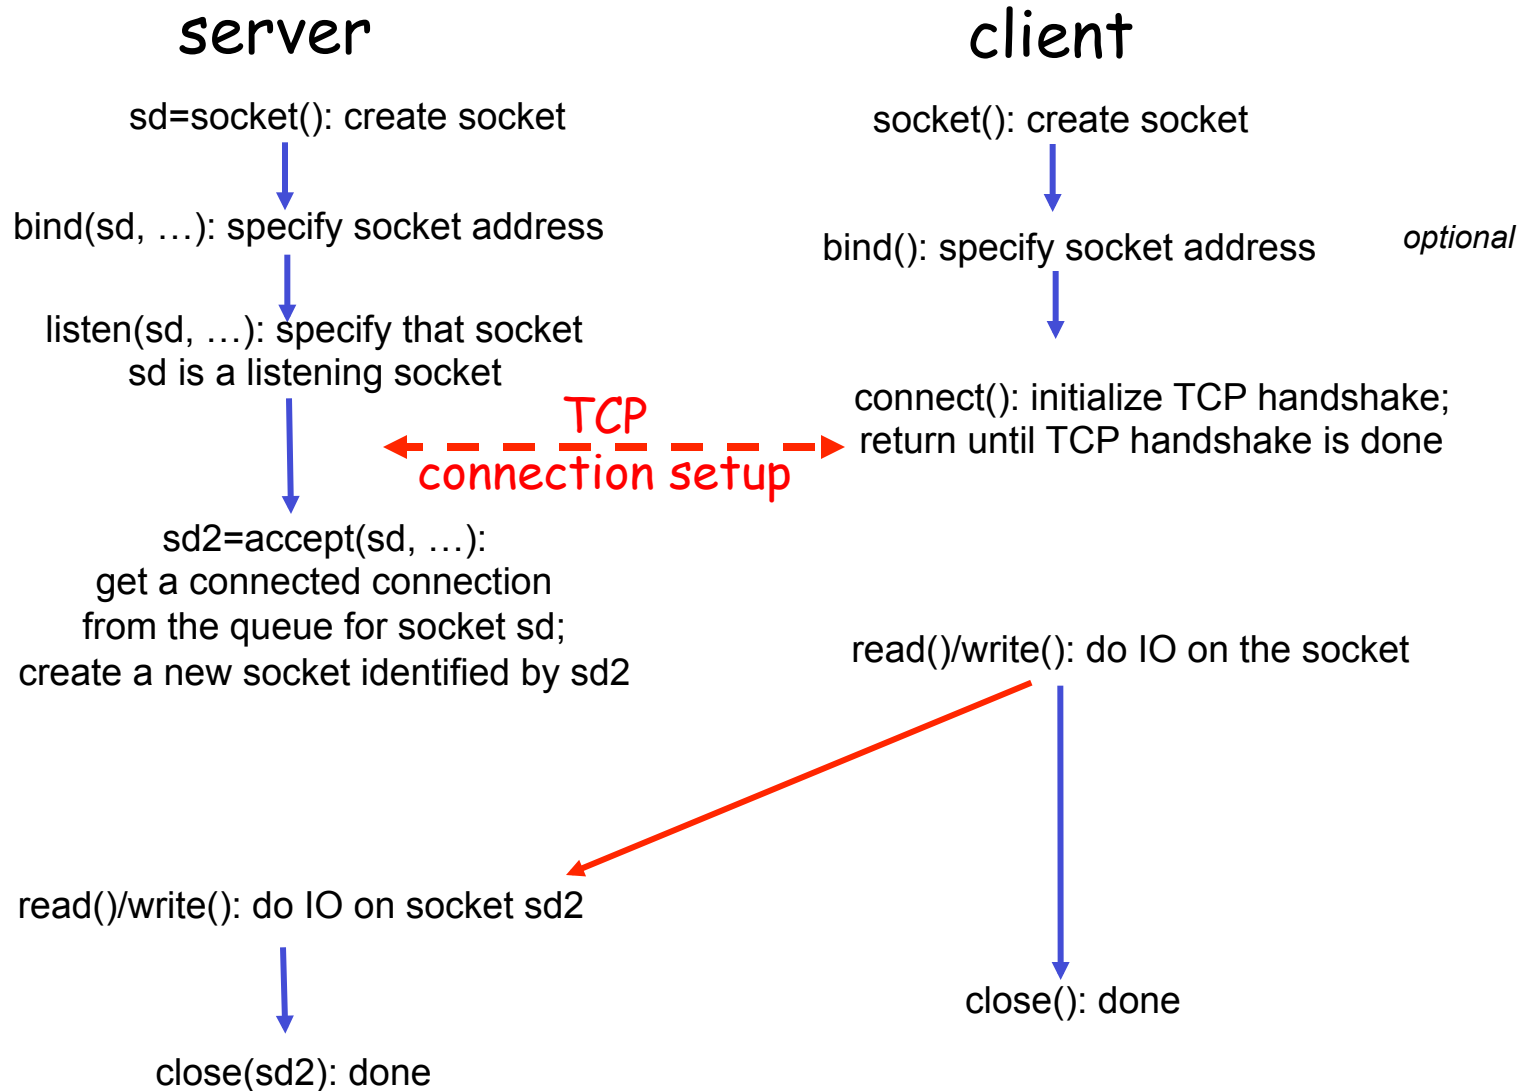 server
sd=socket(): create socket
bind(sd, …): specify socket address
listen(sd, …): specify that socket
sd is a listening socket
TCP
connection setup
sd2=accept(sd, …):
get a connected connection
from the queue for socket sd;
create a new socket identified by sd2
read()/write(): do IO on socket sd2
close(sd2): done
client
socket(): create socket
bind(): specify socket address
optional
connect(): initialize TCP handshake;
return until TCP handshake is done
read()/write(): do IO on the socket
close(): done